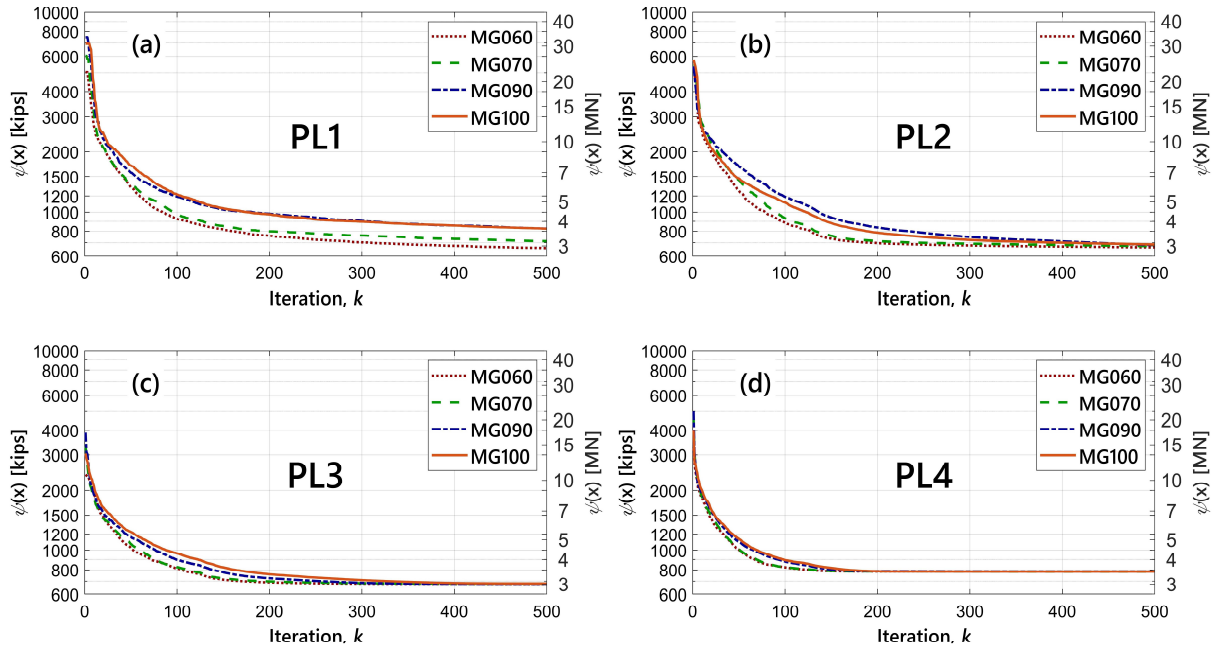 (a)
PL1
MG060
MG070
MG090
MG100
ψ(x) [kips]
10000
8000
6000
4000
3000
2000
1500
1200
1000
800
600
ψ(x) [MN]
40
30
20
15
10
7
5
4
3
0 100 200 300 400 500
Iteration, k
(b)
PL2
MG060
MG070
MG090
MG100
ψ(x) [kips]
10000
8000
6000
4000
3000
2000
1500
1200
1000
800
600
ψ(x) [MN]
40
30
20
15
10
7
5
4
3
0 100 200 300 400 500
Iteration, k
(c)
PL3
MG060
MG070
MG090
MG100
ψ(x) [kips]
10000
8000
6000
4000
3000
2000
1500
1200
1000
800
600
ψ(x) [MN]
40
30
20
15
10
7
5
4
3
0 100 200 300 400 500
Iteration, k
(d)
PL4
MG060
MG070
MG090
MG100
ψ(x) [kips]
10000
8000
6000
4000
3000
2000
1500
1200
1000
800
600
ψ(x) [MN]
40
30
20
15
10
7
5
4
3
0 100 200 300 400 500
Iteration, k